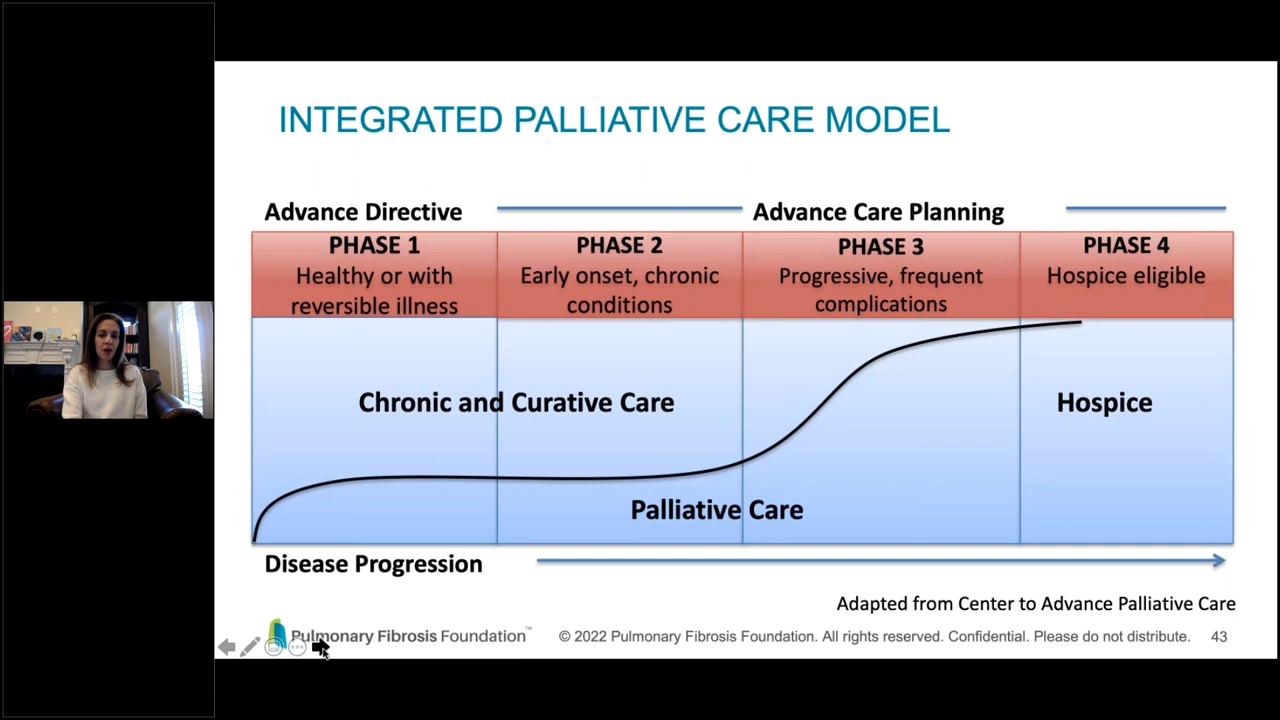 INTEGRATED PALLIATIVE CARE MODEL
Advance Directive
Advance Care Planning
PHASE 1
Healthy or with
reversible illness
PHASE 2
Early onset, chronic
conditions
PHASE 3
Progressive, frequent
complications
PHASE 4
Hospice eligible
Chronic and Curative Care
Hospice
Palliative Care
Disease Progression
Adapted from Center to Advance Palliative Care
Pulmonary Fibrosis Foundation™
© 2022 Pulmonary Fibrosis Foundation. All rights reserved. Confidential. Please do not distribute.
43